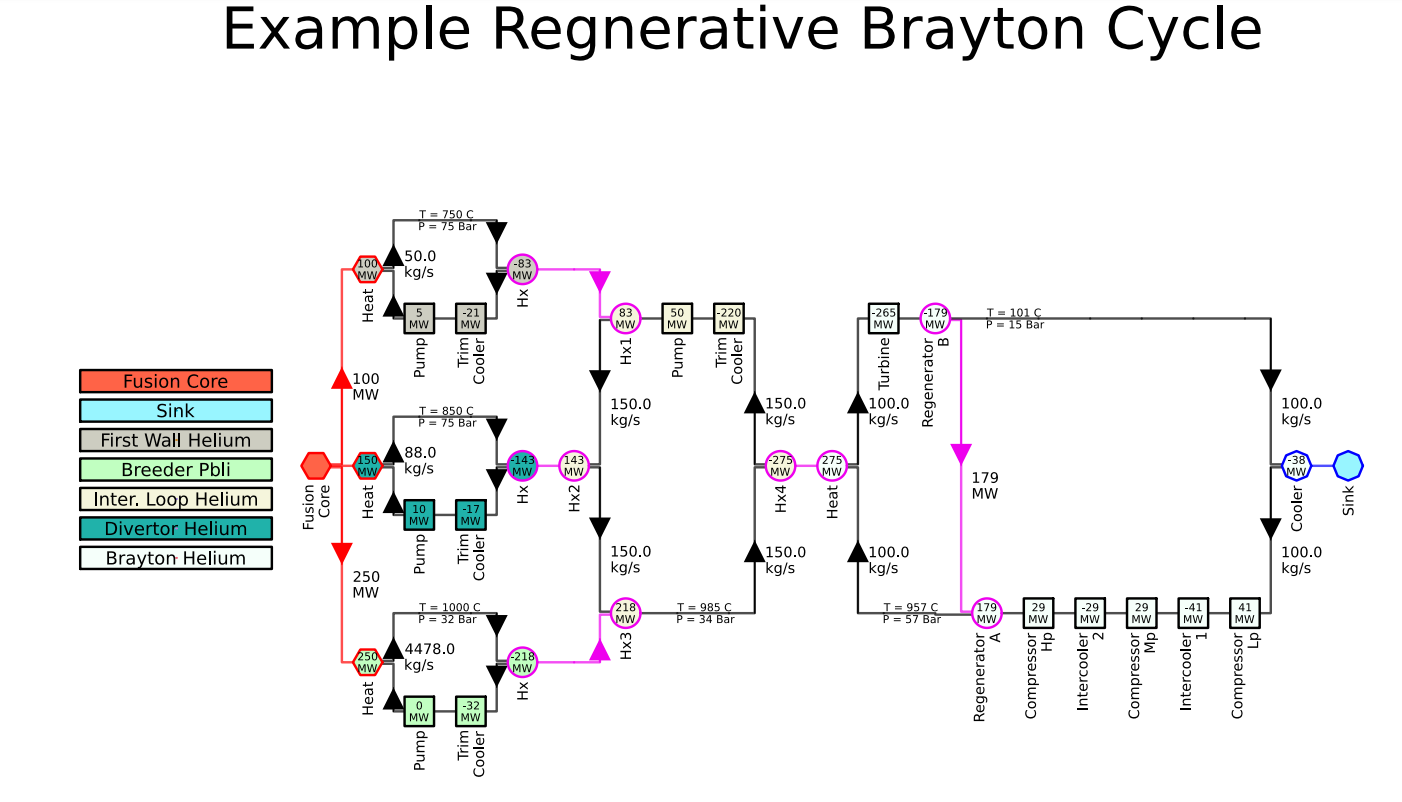 Example Regnerative Brayton Cycle
Fusion Core
Sink
First Wall Helium
Breeder Pbli
Inter. Loop Helium
Divertor Helium
Brayton Helium
Fusion
Core
100
MW
250
MW
100
MW
Heat
T = 750 C
P = 75 Bar
50.0
kg/s
5
MW
Pump
-21
MW
Trim
Cooler
-83
MW
Hx
150
MW
Heat
T = 850 C
P = 75 Bar
88.0
kg/s
10
MW
Pump
-17
MW
Trim
Cooler
-143
MW
Hx
250
MW
Heat
T = 1000 C
P = 32 Bar
4478.0
kg/s
0
MW
Pump
-32
MW
Trim
Cooler
-218
MW
Hx
83
MW
Hx1
50
MW
Pump
-220
MW
Trim
Cooler
143
MW
Hx2
150.0
kg/s
150.0
kg/s
218
MW
Hx3
T = 985 C
P = 34 Bar
150.0
kg/s
150.0
kg/s
-275
MW
Hx4
275
MW
Heat
100.0
kg/s
100.0
kg/s
-265
MW
Turbine
-179
MW
Regenerator
B
T = 101 C
P = 15 Bar
179
MW
T = 957 C
P = 57 Bar
179
MW
Regenerator
A
29
MW
Compressor
Hp
-29
MW
Intercooler
2
29
MW
Compressor
Mp
-41
MW
Intercooler
1
41
MW
Compressor
Lp
100.0
kg/s
100.0
kg/s
-38
MW
Cooler
Sink